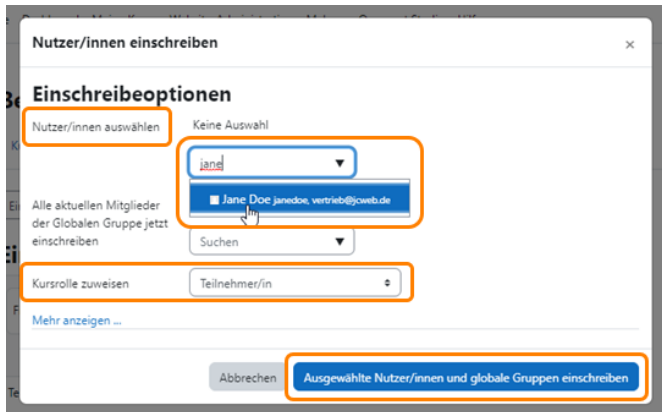 Nutzer/innen einschreiben
×
Einschreibeoptionen
Nutzer/innen auswählen
Keine Auswahl
jane
Jane Doe janedoe, vertrieb@jcweb.de
Alle aktuellen Mitglieder
der Globalen Gruppe jetzt
einschreiben
Suchen
Kursrolle zuweisen
Teilnehmer/in
Mehr anzeigen ...
Abbrechen
Ausgewählte Nutzer/innen und globale Gruppen einschreiben